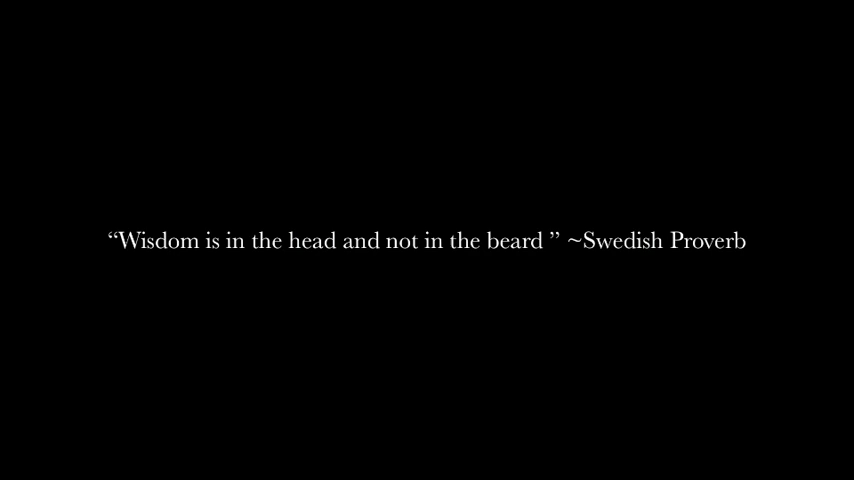 “Wisdom is in the head and not in the beard ” ~Swedish Proverb